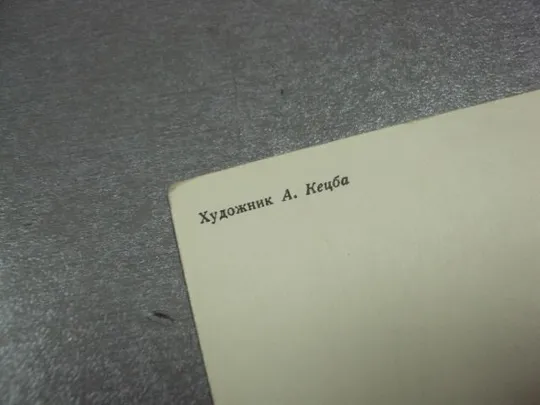 Художник А. Кецба